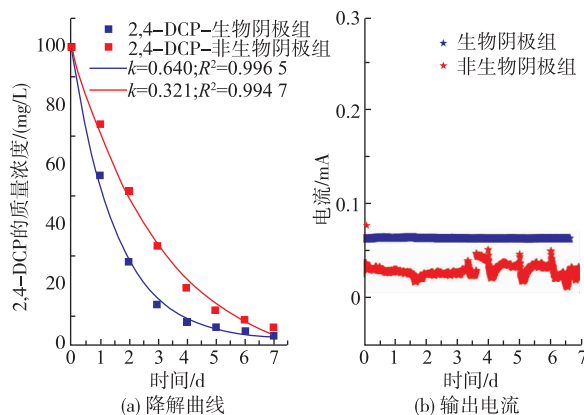 2,4-DCP-生物阴极组
2,4-DCP-非生物阴极组
k=0.640;R²=0.996 5
k=0.321;R²=0.994 7
2,4-DCP的质量浓度/(mg/L)
100
80
60
40
20
0
0 1 2 3 4 5 6 7
时间/d
(a) 降解曲线
生物阴极组
非生物阴极组
电流/mA
0.3
0.2
0.1
0
0 1 2 3 4 5 6 7
时间/d
(b) 输出电流